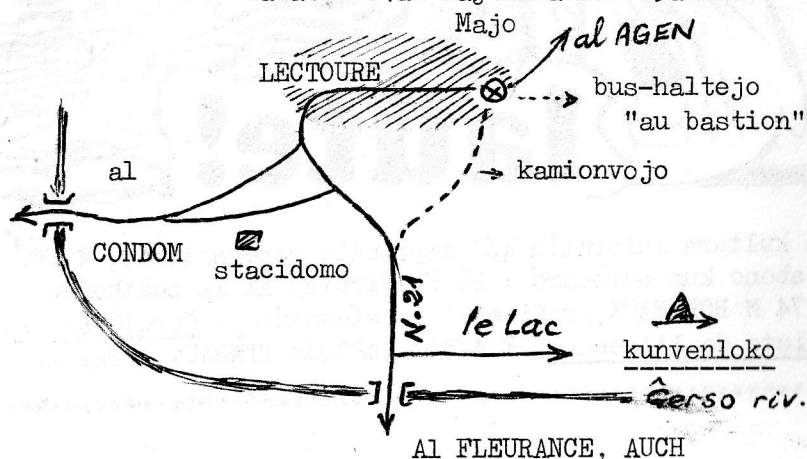 Majo
al AGEN
LECTOURE
bus-haltejo
"au bastion"
al
kamionvojo
CONDOM
stacidomo
N.21
le Lac
kunvenloko
Ĝerso riv.
Al FLEURANCE, AUCH